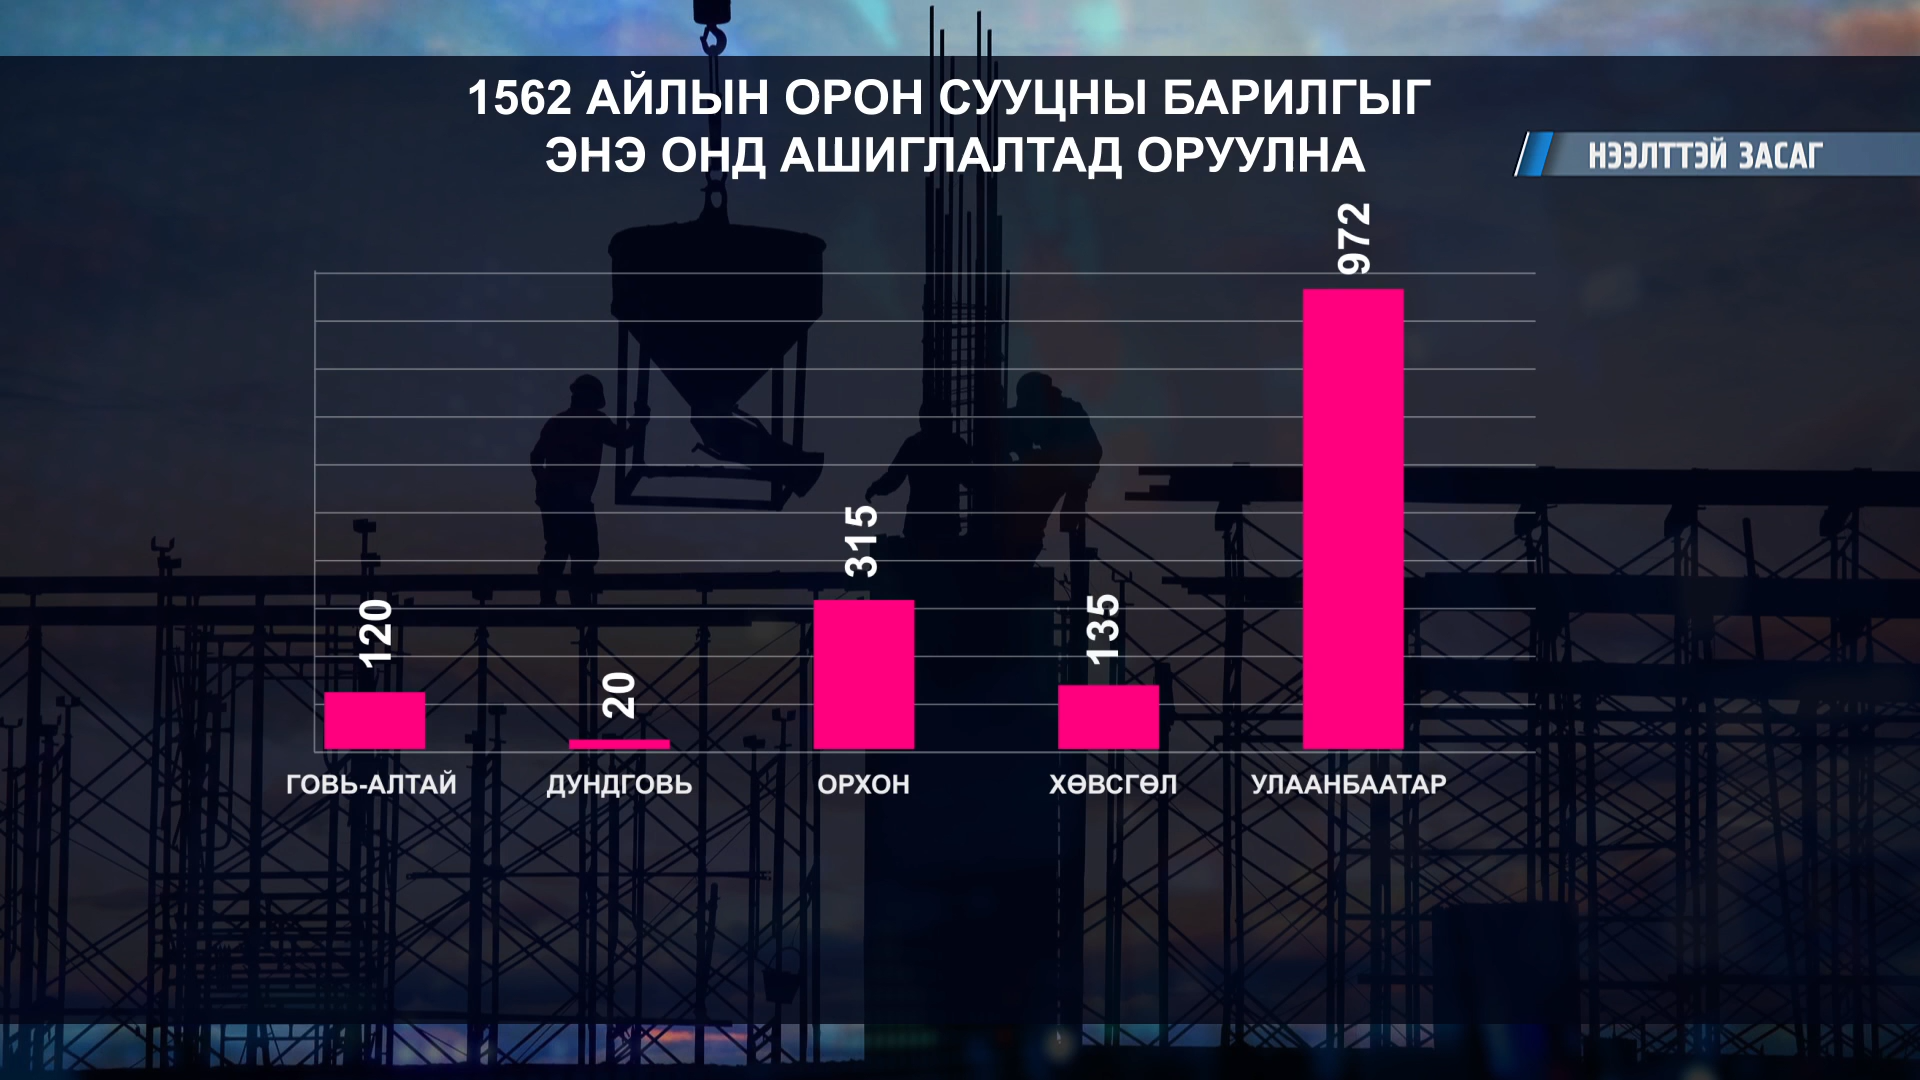 1562 АЙЛЫН ОРОН СУУЦНЫ БАРИЛГЫГ
ЭНЭ ОНД АШИГЛАЛТАД ОРУУЛНА
НЭЭЛТТЭЙ ЗАСАГ
120
20
315
135
972
ГОВЬ-АЛТАЙ
ДУНДГОВЬ
ОРХОН
ХӨВСГӨЛ
УЛААНБААТАР